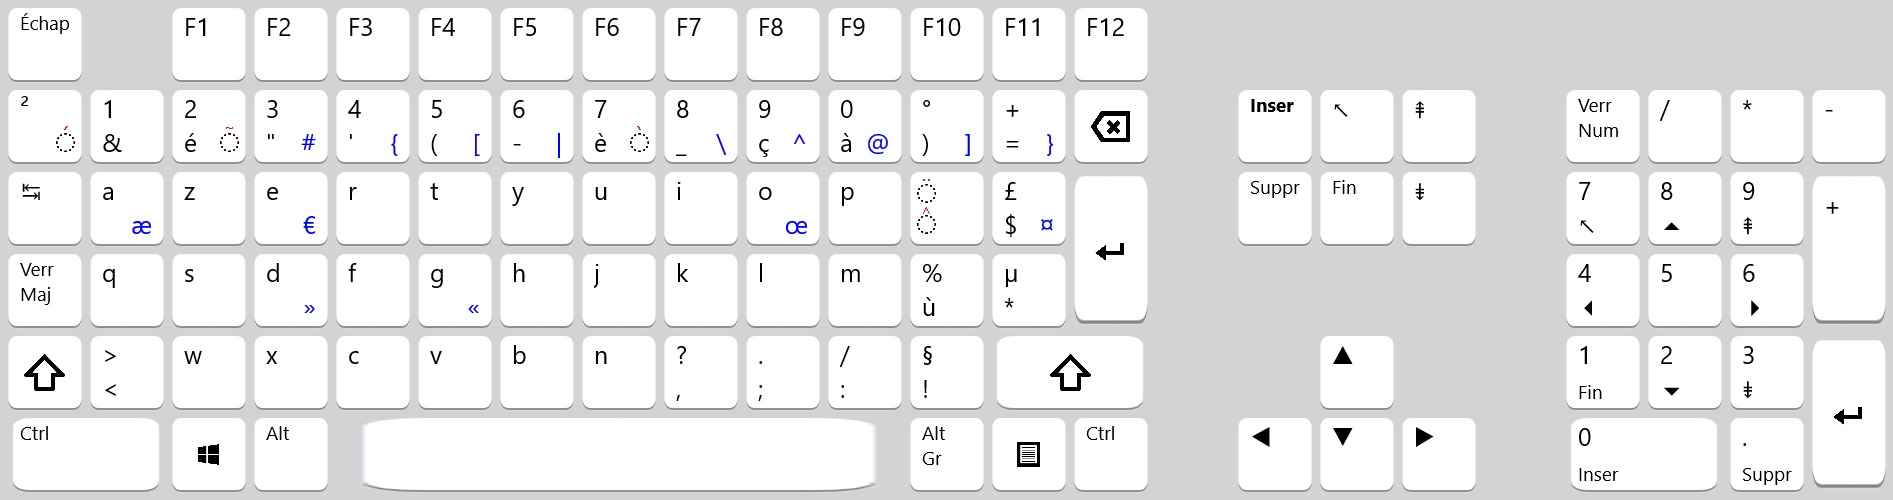 Échap F1 F2 F3 F4 F5 F6 F7 F8 F9 F10 F11 F12
² 1 2 3 4 5 6 7 8 9 0 ° + Inser ↖ ⇞ Verr / * -
◌́ & é ◌̃ " # ' { ( [ - | è ◌̀ _ \ ç ^ à @ ) ] = } Num
↹ a z e r t y u i o p ◌̈ £ Suppr Fin ⇟ 7 8 9 +
æ € œ ◌̂ $ ¤ ↖ ▲ ⇞
Verr q s d f g h j k l m % µ 4 5 6
Maj » « ù * ◀ ▶
> w x c v b n ? . / § ▲ 1 2 3
< , ; : ! Fin ▼ ⇟
Ctrl Alt Alt Ctrl ◀ ▼ ▶ 0 .
Gr Inser Suppr